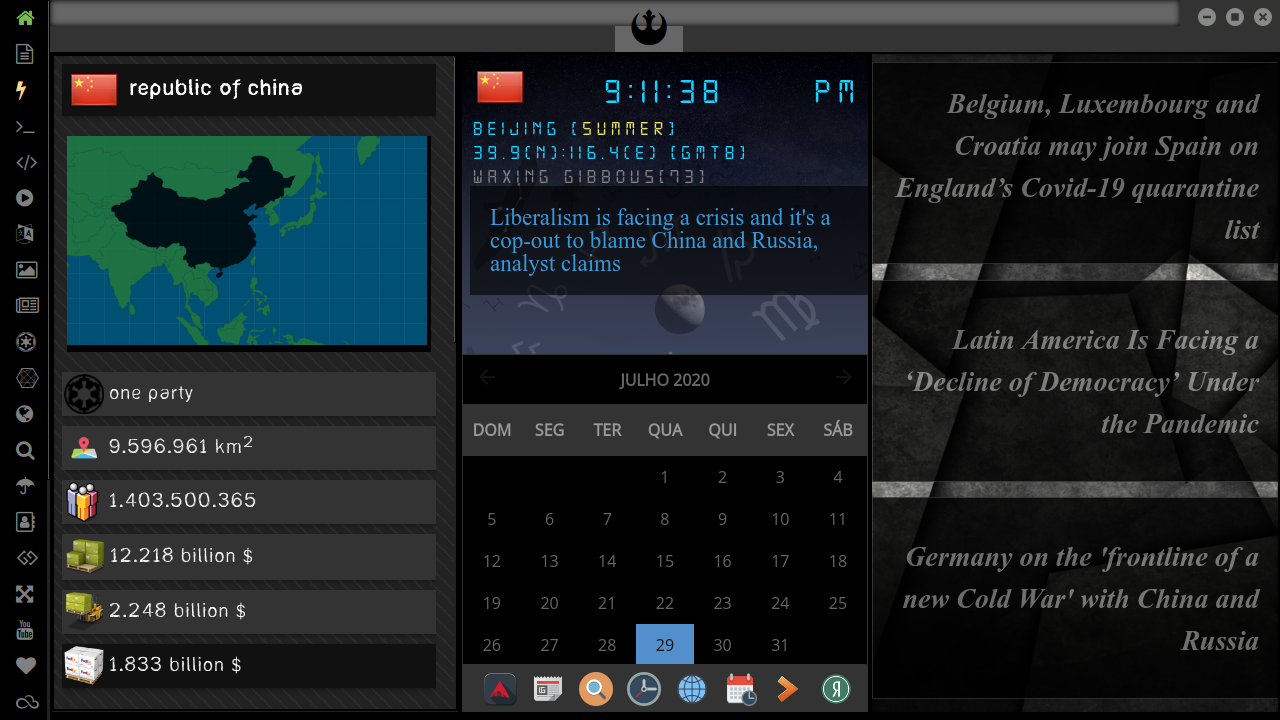 republic of china
one party
9.596.961 km²
1.403.500.365
12.218 billion $
2.248 billion $
1.833 billion $
You
Tube
9:11:38 PM
BEIJING (SUMMER)
39.9(N):116.4(E) (GMT8)
WAXING GIBBOUS(73)
Liberalism is facing a crisis and it's a
cop-out to blame China and Russia,
analyst claims
JULHO 2020
DOM SEG TER QUA QUI SEX SÁB
1 2 3 4
5 6 7 8 9 10 11
12 13 14 15 16 17 18
19 20 21 22 23 24 25
26 27 28 29 30 31
Belgium, Luxembourg and
Croatia may join Spain on
England’s Covid-19 quarantine
list
Latin America Is Facing a
‘Decline of Democracy’ Under
the Pandemic
Germany on the 'frontline of a
new Cold War' with China and
Russia